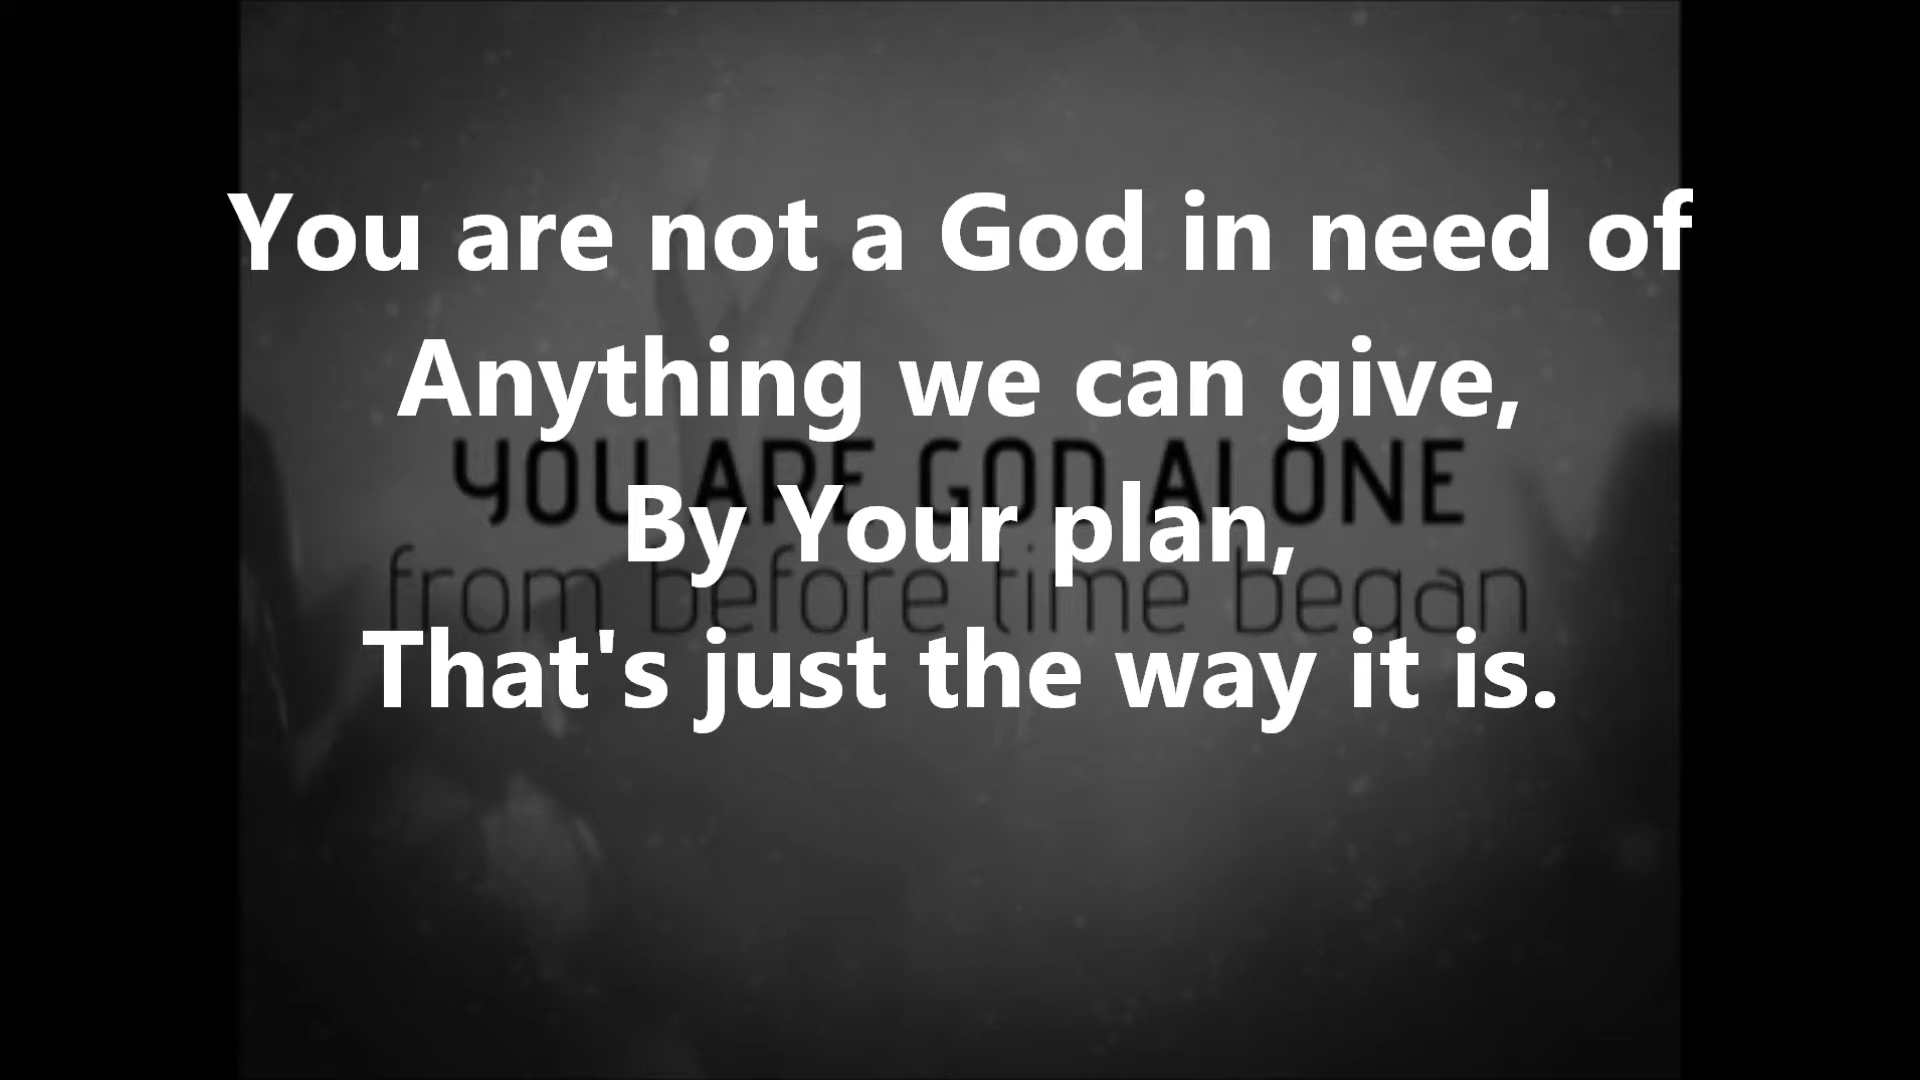 You are not a God in need of
Anything we can give,
YOU ARE GOD ALONE
By Your plan,
from before time began
That's just the way it is.